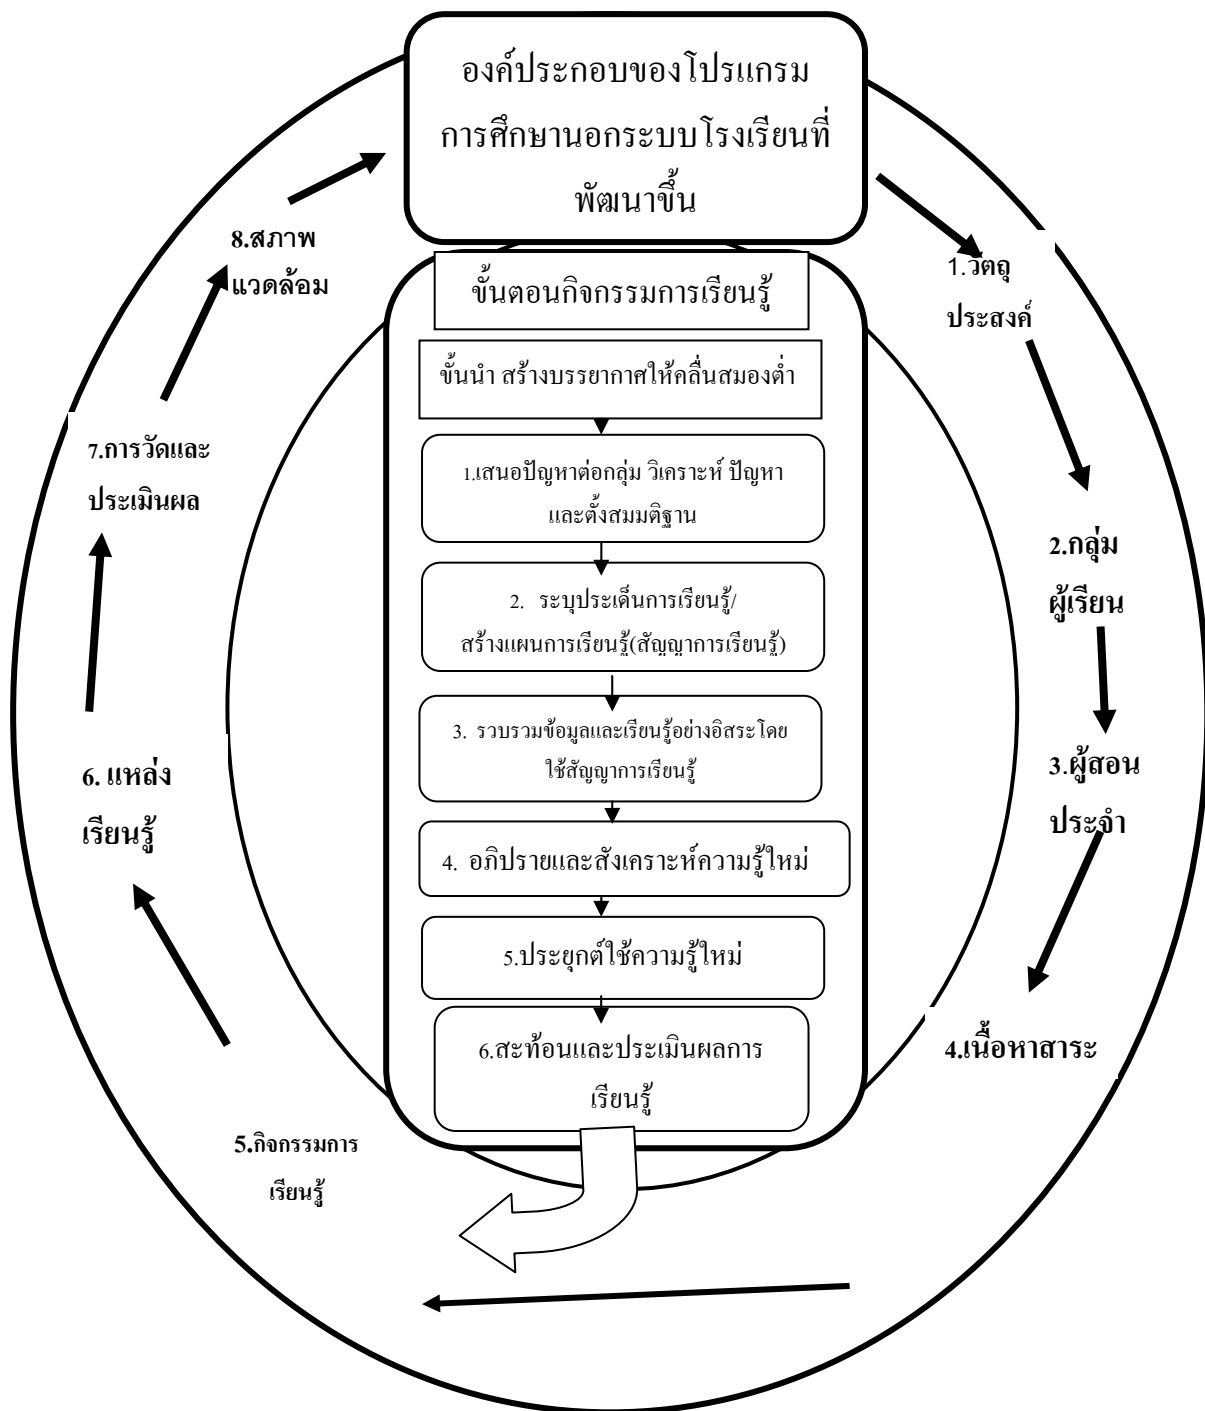 องค์ประกอบของโปรแกรม
การศึกษานอกระบบโรงเรียนที่
พัฒนาขึ้น
ขั้นตอนกิจกรรมการเรียนรู้
ขั้นนำ สร้างบรรยากาศให้คลื่นสมองต่ำ
1.เสนอปัญหาต่อกลุ่ม วิเคราะห์ ปัญหา
และตั้งสมมติฐาน
2. ระบุประเด็นการเรียนรู้/
สร้างแผนการเรียนรู้(สัญญาการเรียนรู้)
3. รวบรวมข้อมูลและเรียนรู้อย่างอิสระโดย
ใช้สัญญาการเรียนรู้
4. อภิปรายและสังเคราะห์ความรู้ใหม่
5.ประยุกต์ใช้ความรู้ใหม่
6.สะท้อนและประเมินผลการ
เรียนรู้
1.วัตถุ
ประสงค์
2.กลุ่ม
ผู้เรียน
3.ผู้สอน
ประจำ
4.เนื้อหาสาระ
5.กิจกรรมการ
เรียนรู้
6. แหล่ง
เรียนรู้
7.การวัดและ
ประเมินผล
8.สภาพ
แวดล้อม